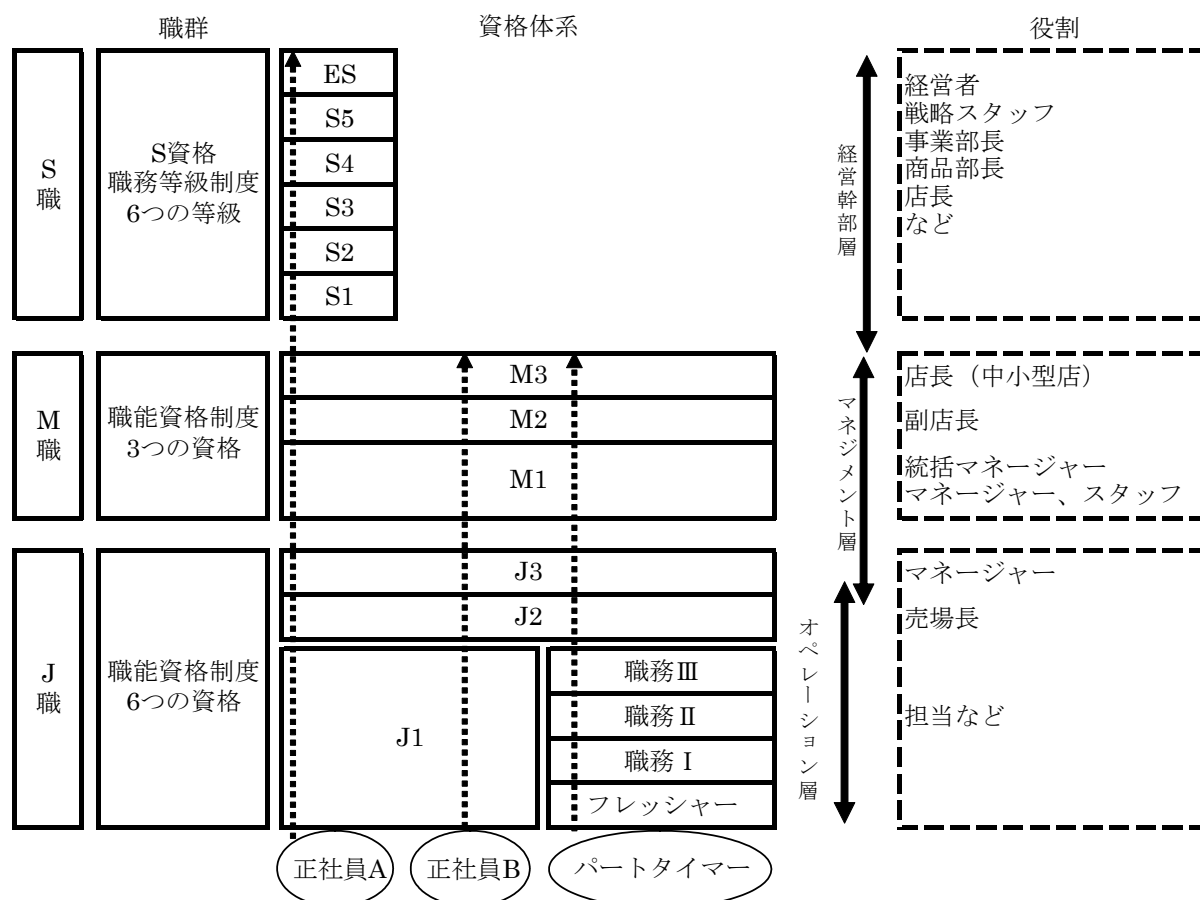 職群
資格体系
役割
S
職
S資格
職務等級制度
6つの等級
ES
S5
S4
S3
S2
S1
経営幹部層
経営者
戦略スタッフ
事業部長
商品部長
店長
など
M
職
職能資格制度
3つの資格
M3
M2
M1
マネジメント層
店長（中小型店）
副店長
統括マネージャー
マネージャー、スタッフ
J
職
職能資格制度
6つの資格
J3
J2
J1
職務Ⅲ
職務Ⅱ
職務Ⅰ
フレッシャー
オペレーション層
マネージャー
売場長
担当など
正社員A
正社員B
パートタイマー